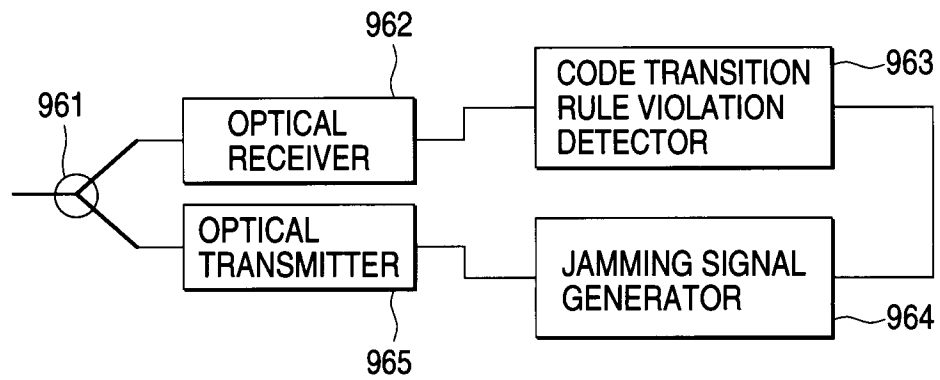 962
961
OPTICAL
RECEIVER
CODE TRANSITION
RULE VIOLATION
DETECTOR
963
OPTICAL
TRANSMITTER
965
JAMMING SIGNAL
GENERATOR
964